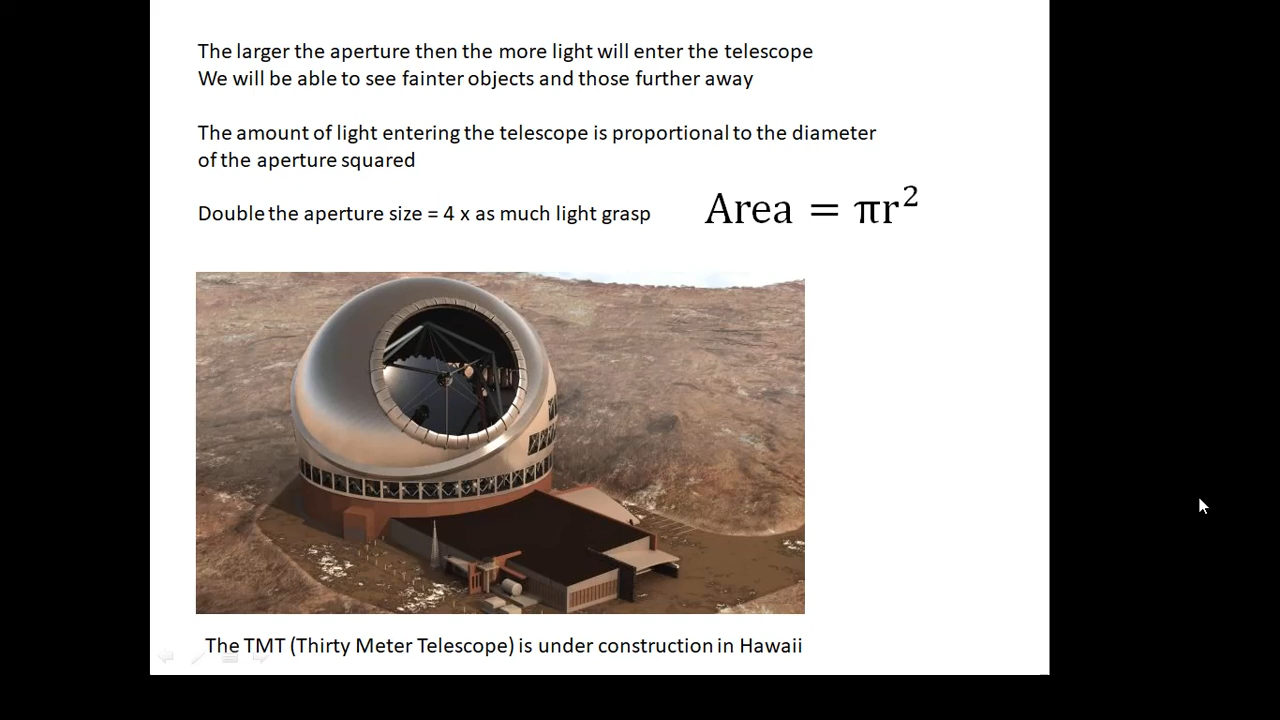 The larger the aperture then the more light will enter the telescope
We will be able to see fainter objects and those further away
The amount of light entering the telescope is proportional to the diameter
of the aperture squared
Double the aperture size = 4 x as much light grasp
Area = πr²
The TMT (Thirty Meter Telescope) is under construction in Hawaii